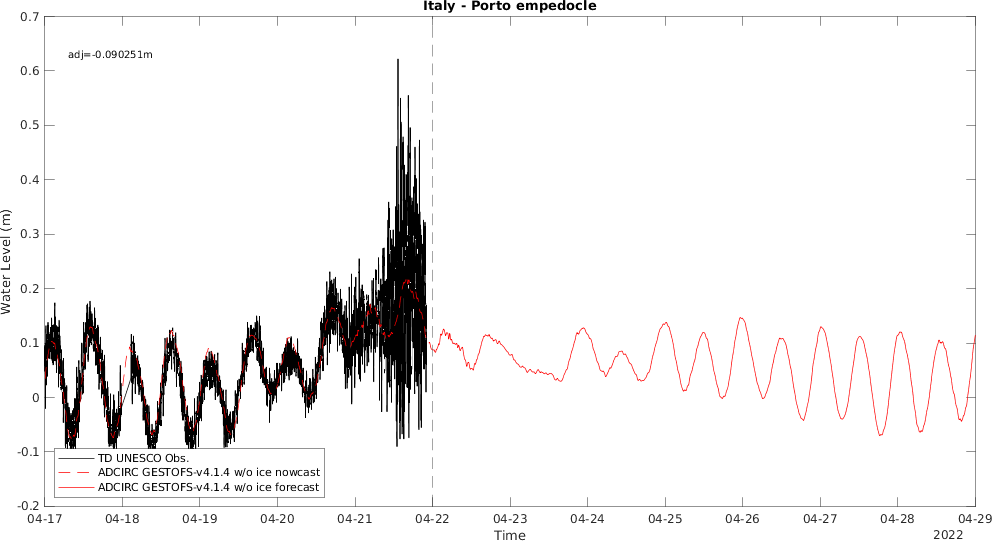 Italy - Porto empedocle
adj=-0.090251m
Water Level (m)
0.7
0.6
0.5
0.4
0.3
0.2
0.1
0
-0.1
-0.2
TD UNESCO Obs.
ADCIRC GESTOFS-v4.1.4 w/o ice nowcast
ADCIRC GESTOFS-v4.1.4 w/o ice forecast
04-17 04-18 04-19 04-20 04-21 04-22 04-23 04-24 04-25 04-26 04-27 04-28 04-29
Time
2022